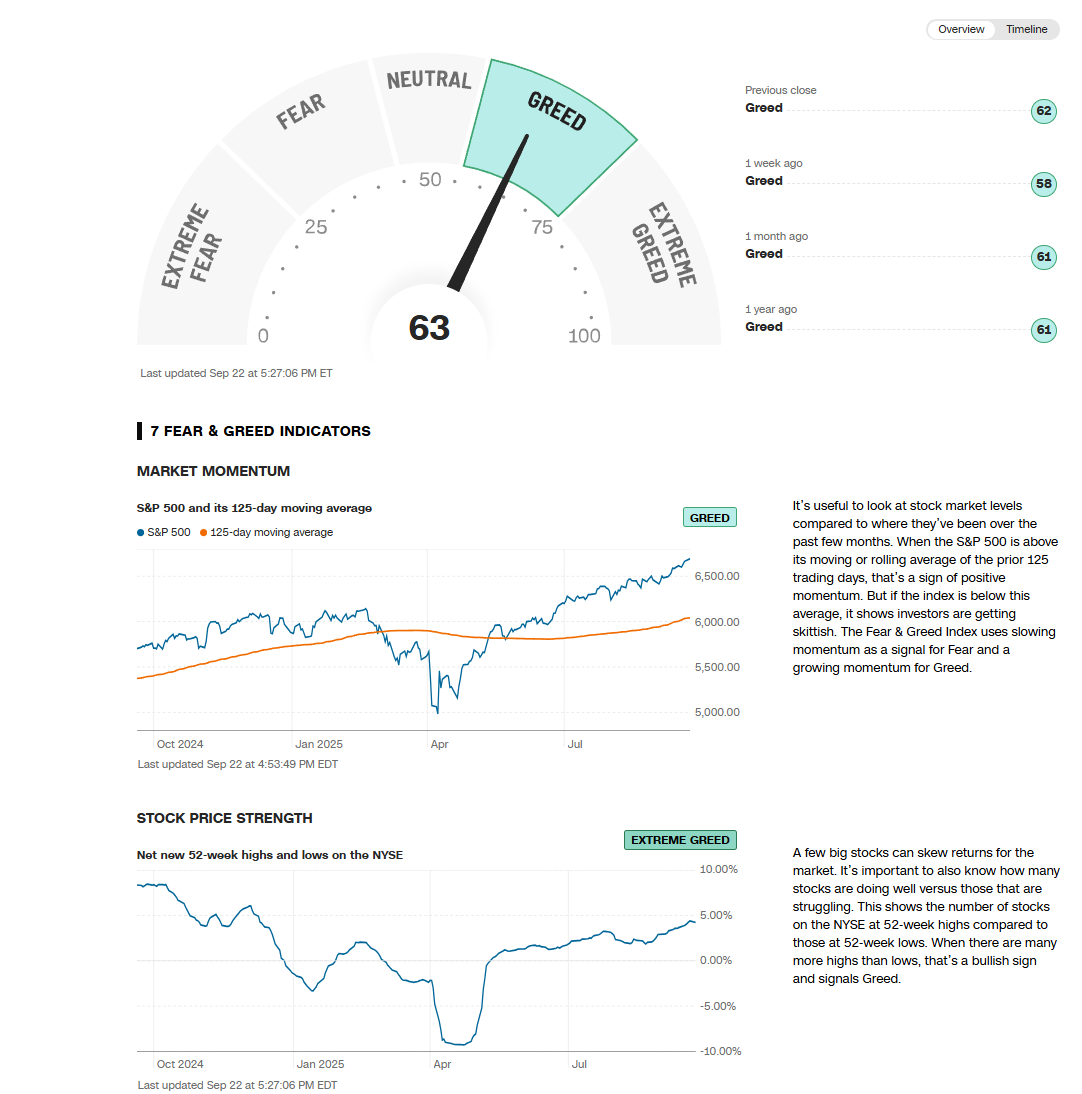 Overview Timeline
EXTREME FEAR
FEAR
NEUTRAL
GREED
EXTREME GREED
0
25
50
75
100
63
Last updated Sep 22 at 5:27:06 PM ET
Previous close
Greed 62
1 week ago
Greed 58
1 month ago
Greed 61
1 year ago
Greed 61
7 FEAR & GREED INDICATORS
MARKET MOMENTUM
S&P 500 and its 125-day moving average
GREED
S&P 500 125-day moving average
6,500.00
6,000.00
5,500.00
5,000.00
Oct 2024 Jan 2025 Apr Jul
Last updated Sep 22 at 4:53:49 PM EDT
It's useful to look at stock market levels
compared to where they've been over the
past few months. When the S&P 500 is above
its moving or rolling average of the prior 125
trading days, that's a sign of positive
momentum. But if the index is below this
average, it shows investors are getting
skittish. The Fear & Greed Index uses slowing
momentum as a signal for Fear and a
growing momentum for Greed.
STOCK PRICE STRENGTH
Net new 52-week highs and lows on the NYSE
EXTREME GREED
10.00%
5.00%
0.00%
-5.00%
-10.00%
Oct 2024 Jan 2025 Apr Jul
Last updated Sep 22 at 5:27:06 PM EDT
A few big stocks can skew returns for the
market. It's important to also know how many
stocks are doing well versus those that are
struggling. This shows the number of stocks
on the NYSE at 52-week highs compared to
those at 52-week lows. When there are many
more highs than lows, that's a bullish sign
and signals Greed.